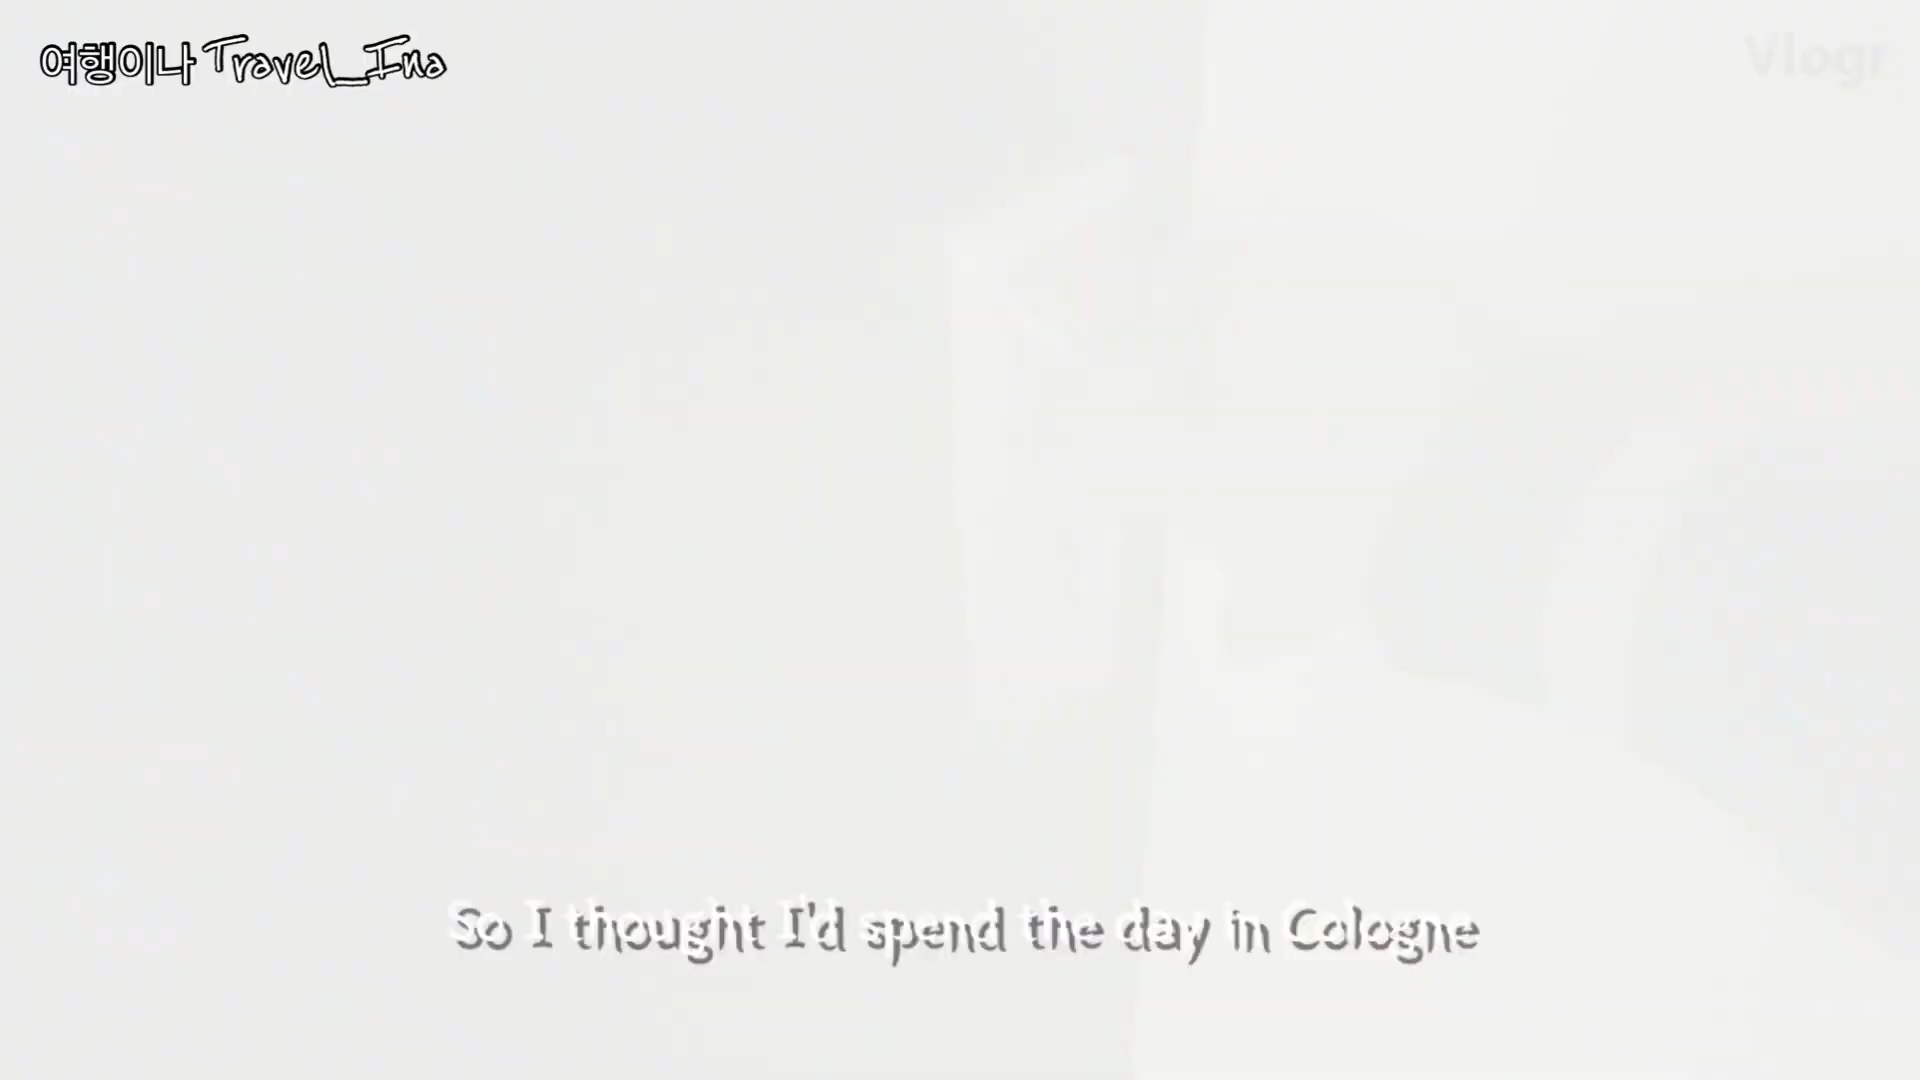 여행이나 Travel_Ina
Vlogr
So I thought I'd spend the day in Cologne